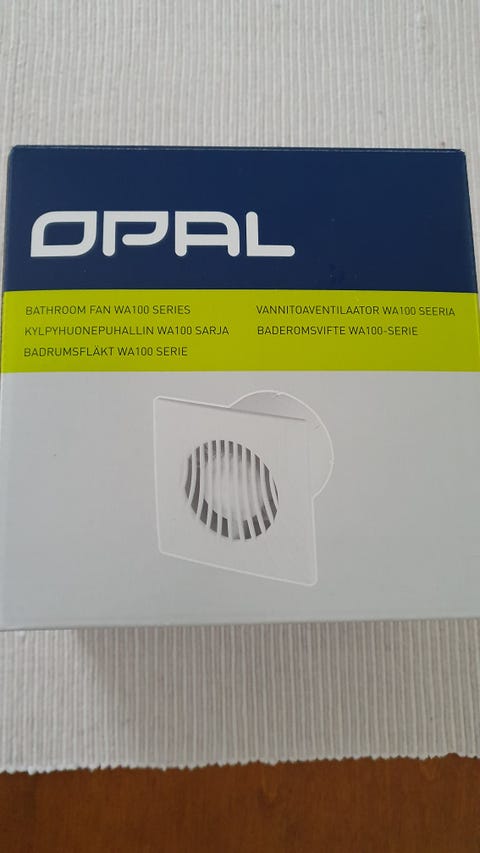 OPAL
BATHROOM FAN WA100 SERIES
KYLPYHUONEPUHALLIN WA100 SARJA
BADRUMSFLÄKT WA100 SERIE
VANNITOAVENTILAATOR WA100 SEERIA
BADEROMSVIFTE WA100-SERIE